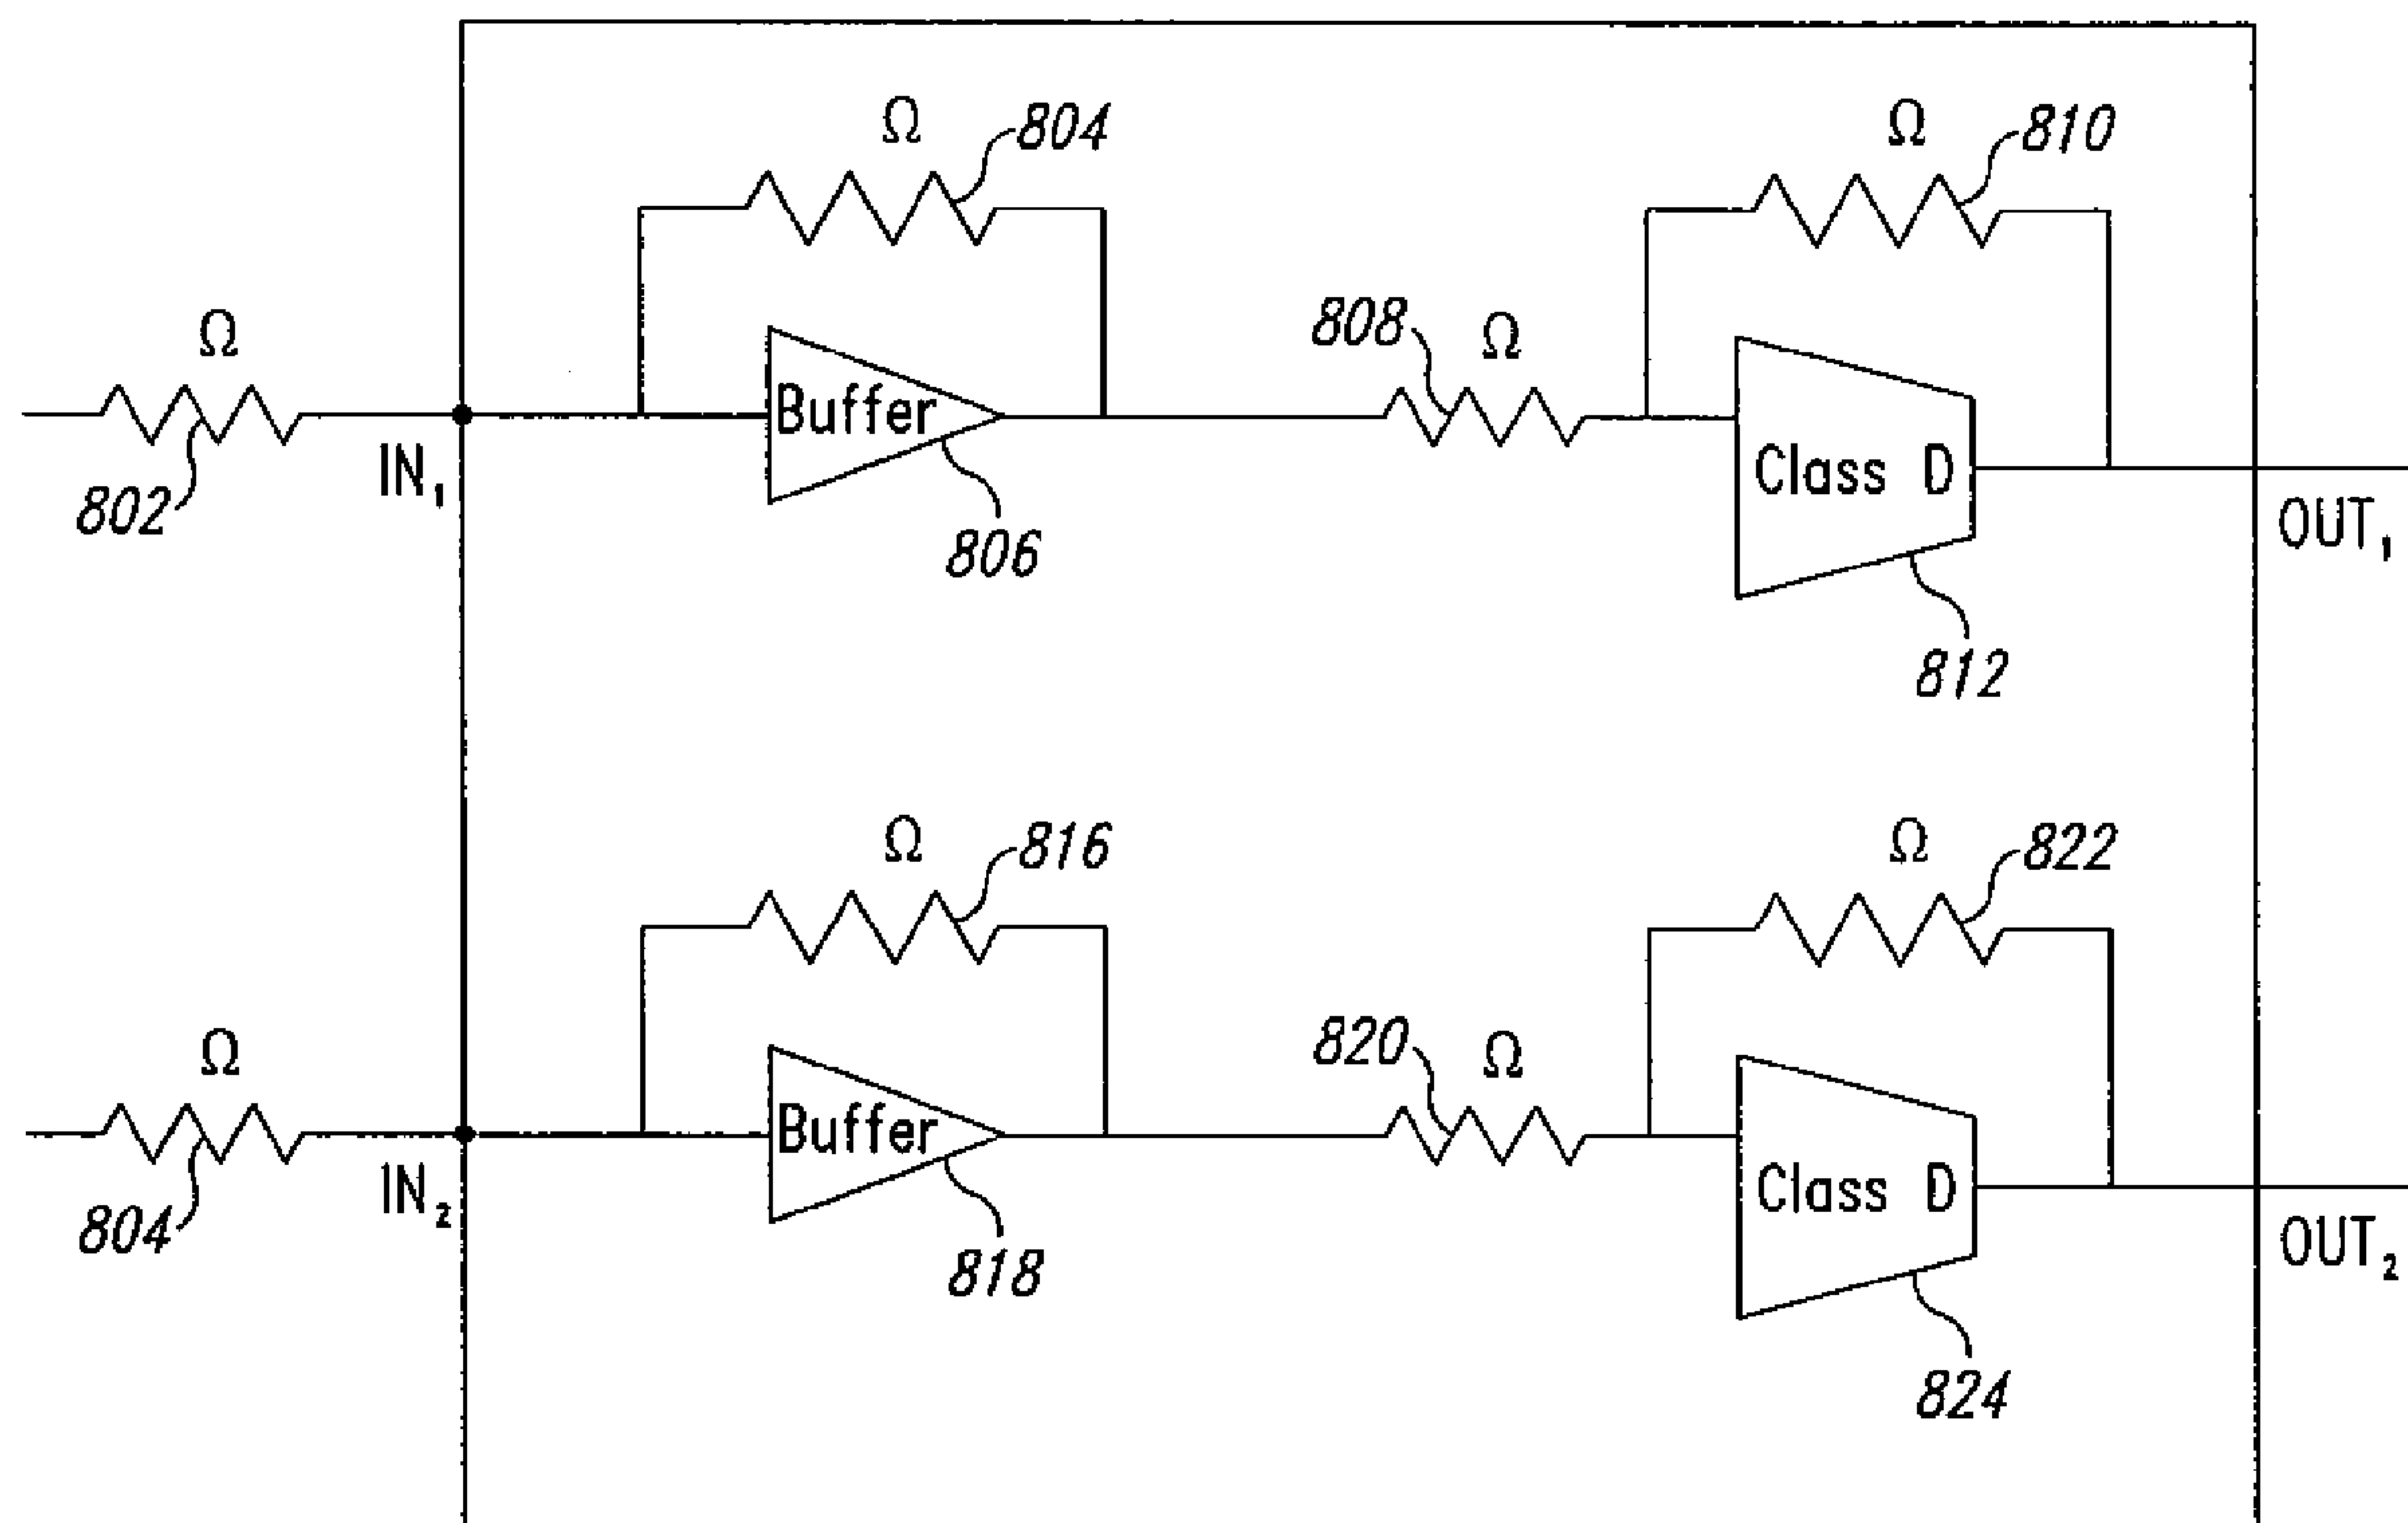 Ω 804
Ω 810
Ω
808 Ω
Buffer
802
IN₁
Class D
OUT₁
806
812
Ω 816
Ω 822
Ω
820 Ω
Buffer
804
IN₂
Class D
OUT₂
818
824